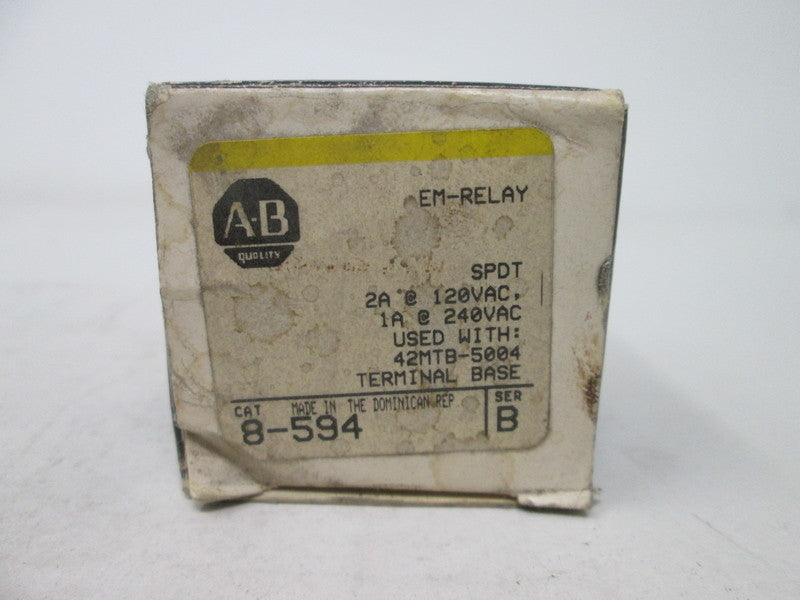 A-B
QUALITY
EM-RELAY
SPDT
2A @ 120VAC,
1A @ 240VAC
USED WITH:
42MTB-5004
TERMINAL BASE
CAT MADE IN THE DOMINICAN REP SER
8-594 B